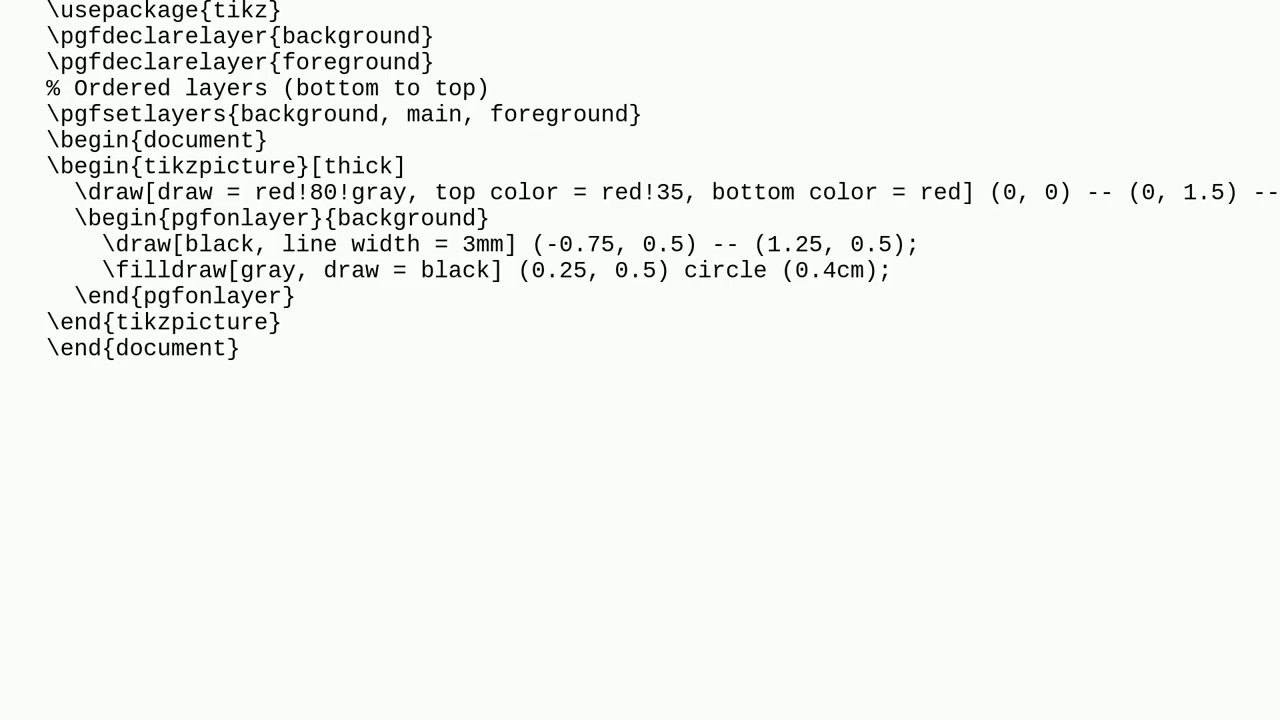 \usepackage{tikz}
\pgfdeclarelayer{background}
\pgfdeclarelayer{foreground}
% Ordered layers (bottom to top)
\pgfsetlayers{background, main, foreground}
\begin{document}
\begin{tikzpicture}[thick]
  \draw[draw = red!80!gray, top color = red!35, bottom color = red] (0, 0) -- (0, 1.5) --
  \begin{pgfonlayer}{background}
    \draw[black, line width = 3mm] (-0.75, 0.5) -- (1.25, 0.5);
    \filldraw[gray, draw = black] (0.25, 0.5) circle (0.4cm);
  \end{pgfonlayer}
\end{tikzpicture}
\end{document}